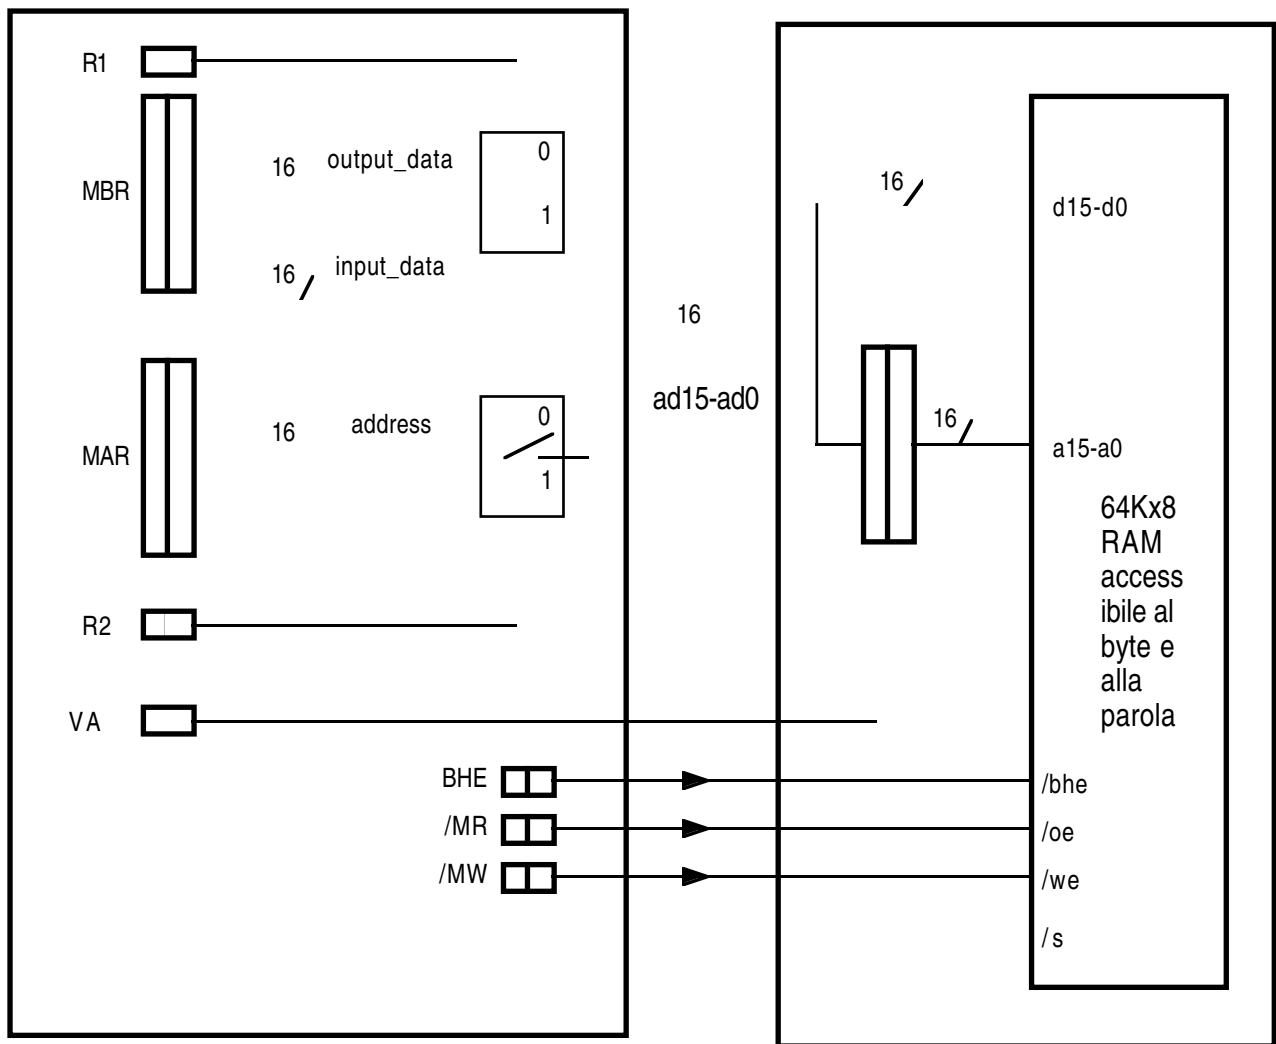 R1
MBR
16 output_data
0
1
16 input_data
MAR
16 address
0
1
R2
VA
BHE
/MR
/MW
16
ad15-ad0
16
d15-d0
16
a15-a0
64Kx8
RAM
access
ibile al
byte e
alla
parola
/bhe
/oe
/we
/s